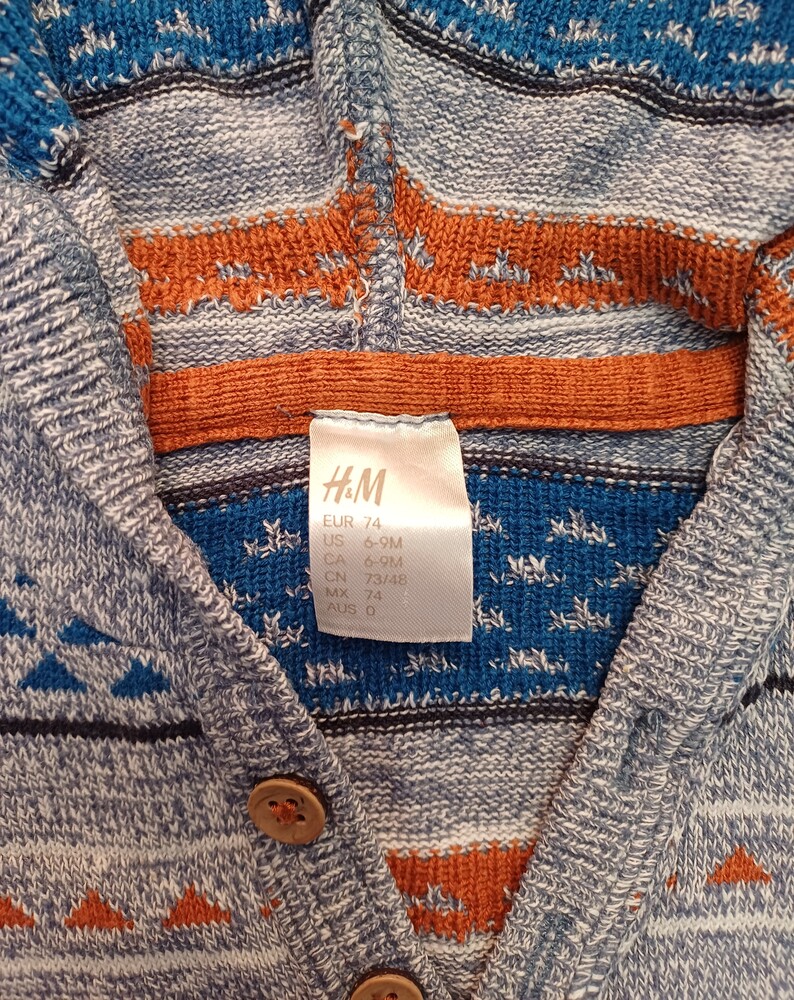 H&M
EUR 74
US 6-9M
CA 6-9M
CN 73/48
MX 74
AUS 0